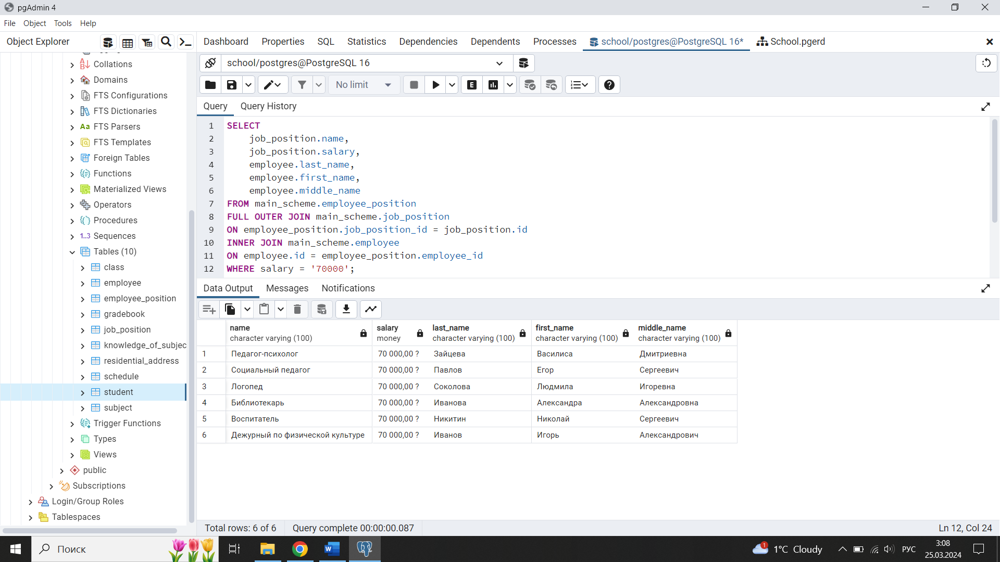 pgAdmin 4
File Object Tools Help
Object Explorer
Dashboard Properties SQL Statistics Dependencies Dependents Processes school/postgres@PostgreSQL 16* School.pgerd
school/postgres@PostgreSQL 16
No limit
E
Query Query History
Collations
Domains
FTS Configurations
FTS Dictionaries
Aa FTS Parsers
FTS Templates
Foreign Tables
Functions
Materialized Views
Operators
Procedures
1..3 Sequences
Tables (10)
class
employee
employee_position
gradebook
job_position
knowledge_of_subjec
residential_address
schedule
student
subject
Trigger Functions
Types
Views
public
Subscriptions
Login/Group Roles
Tablespaces
1 SELECT
2 job_position.name,
3 job_position.salary,
4 employee.last_name,
5 employee.first_name,
6 employee.middle_name
7 FROM main_scheme.employee_position
8 FULL OUTER JOIN main_scheme.job_position
9 ON employee_position.job_position_id = job_position.id
10 INNER JOIN main_scheme.employee
11 ON employee.id = employee_position.employee_id
12 WHERE salary = '70000';
Data Output Messages Notifications
name salary last_name first_name middle_name
character varying (100) money character varying (100) character varying (100) character varying (100)
1 Педагог-психолог 70 000,00 ? Зайцева Василиса Дмитриевна
2 Социальный педагог 70 000,00 ? Павлов Егор Сергеевич
3 Логопед 70 000,00 ? Соколова Людмила Игоревна
4 Библиотекарь 70 000,00 ? Иванова Александра Александровна
5 Воспитатель 70 000,00 ? Никитин Николай Сергеевич
6 Дежурный по физической культуре 70 000,00 ? Иванов Игорь Александрович
Total rows: 6 of 6 Query complete 00:00:00.087 Ln 12, Col 24
Поиск
W
1
1°C Cloudy
РУС
3:08
25.03.2024